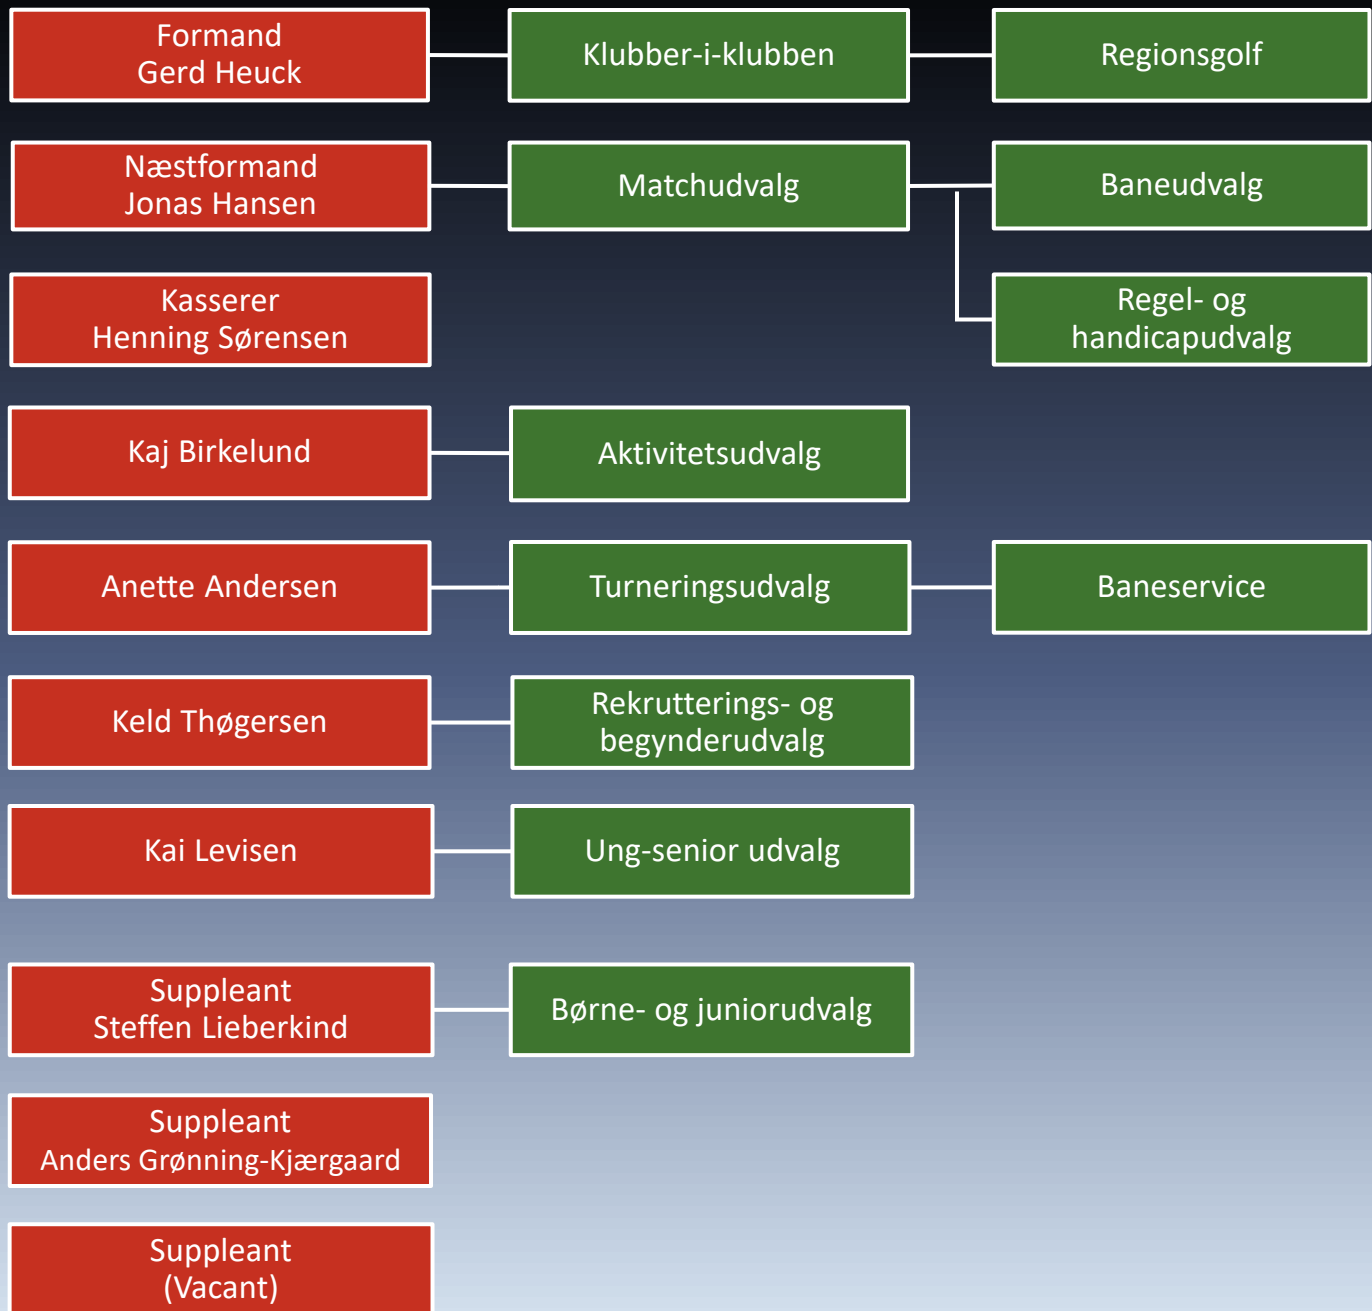 Formand
Gerd Heuck
Klubber-i-klubben
Regionsgolf
Næstformand
Jonas Hansen
Matchudvalg
Baneudvalg
Kasserer
Henning Sørensen
Regel- og
handicapudvalg
Kaj Birkelund
Aktivitetsudvalg
Anette Andersen
Turneringsudvalg
Baneservice
Keld Thøgersen
Rekrutterings- og
begynderudvalg
Kai Levisen
Ung-senior udvalg
Suppleant
Steffen Lieberkind
Børne- og juniorudvalg
Suppleant
Anders Grønning-Kjærgaard
Suppleant
(Vacant)